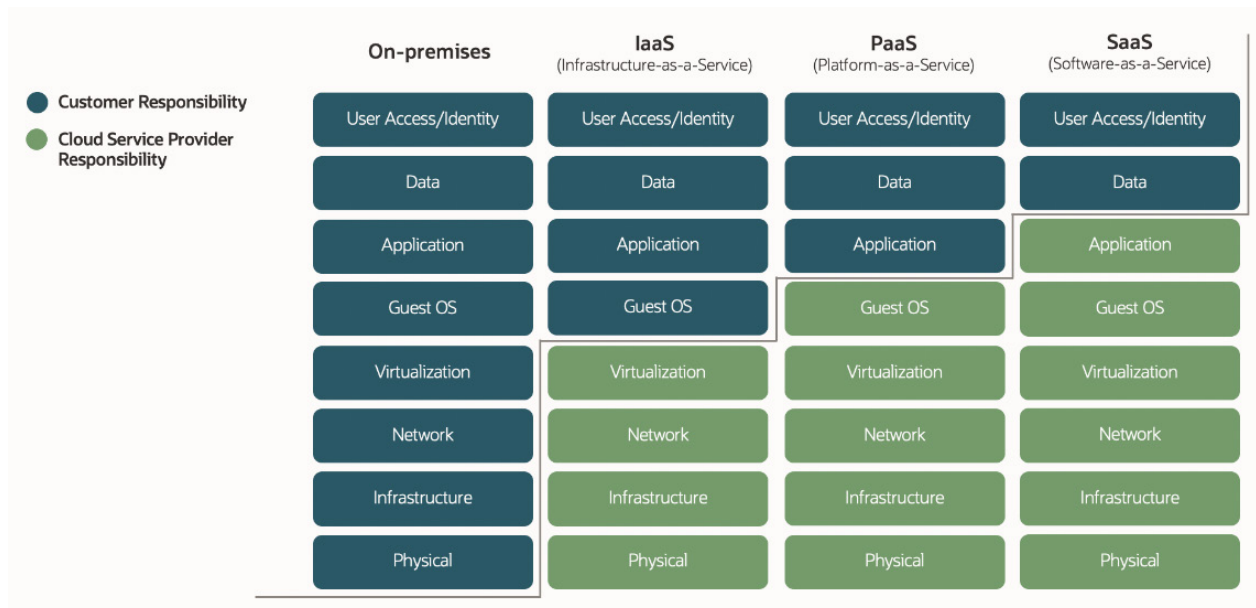 On-premises
IaaS
(Infrastructure-as-a-Service)
PaaS
(Platform-as-a-Service)
SaaS
(Software-as-a-Service)
Customer Responsibility
Cloud Service Provider
Responsibility
User Access/Identity
User Access/Identity
User Access/Identity
User Access/Identity
Data
Data
Data
Data
Application
Application
Application
Application
Guest OS
Guest OS
Guest OS
Guest OS
Virtualization
Virtualization
Virtualization
Virtualization
Network
Network
Network
Network
Infrastructure
Infrastructure
Infrastructure
Infrastructure
Physical
Physical
Physical
Physical